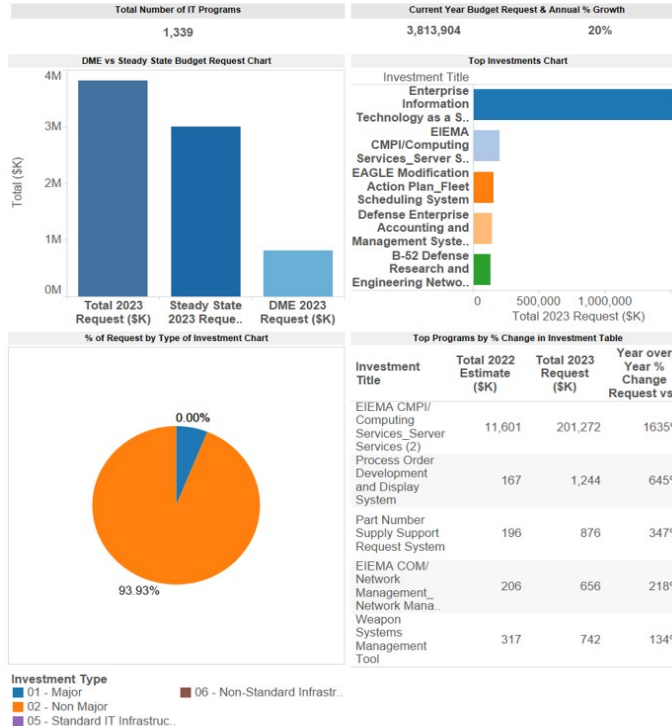 Total Number of IT Programs
1,339
Current Year Budget Request & Annual % Growth
3,813,904 20%
DME vs Steady State Budget Request Chart
Total ($K)
4M
3M
2M
1M
0M
Total 2023
Request ($K)
Steady State
2023 Reque..
DME 2023
Request ($K)
Top Investments Chart
Investment Title
Enterprise
Information
Technology as a S..
EIEMA
CMPI/Computing
Services_Server S..
EAGLE Modification
Action Plan_Fleet
Scheduling System
Defense Enterprise
Accounting and
Management Syste..
B-52 Defense
Research and
Engineering Netwo..
0 500,000 1,000,000
Total 2023 Request ($K)
% of Request by Type of Investment Chart
0.00%
93.93%
Investment Type
01 - Major
02 - Non Major
05 - Standard IT Infrastruc..
06 - Non-Standard Infrastr..
Top Programs by % Change in Investment Table
Investment
Title
Total 2022
Estimate
($K)
Total 2023
Request
($K)
Year over
Year %
Change
Request vs
EIEMA CMPI/
Computing
Services_Server
Services (2)
11,601 201,272 1635%
Process Order
Development
and Display
System
167 1,244 645%
Part Number
Supply Support
Request System
196 876 347%
EIEMA COM/
Network
Management_
Network Mana..
206 656 218%
Weapon
Systems
Management
Tool
317 742 134%